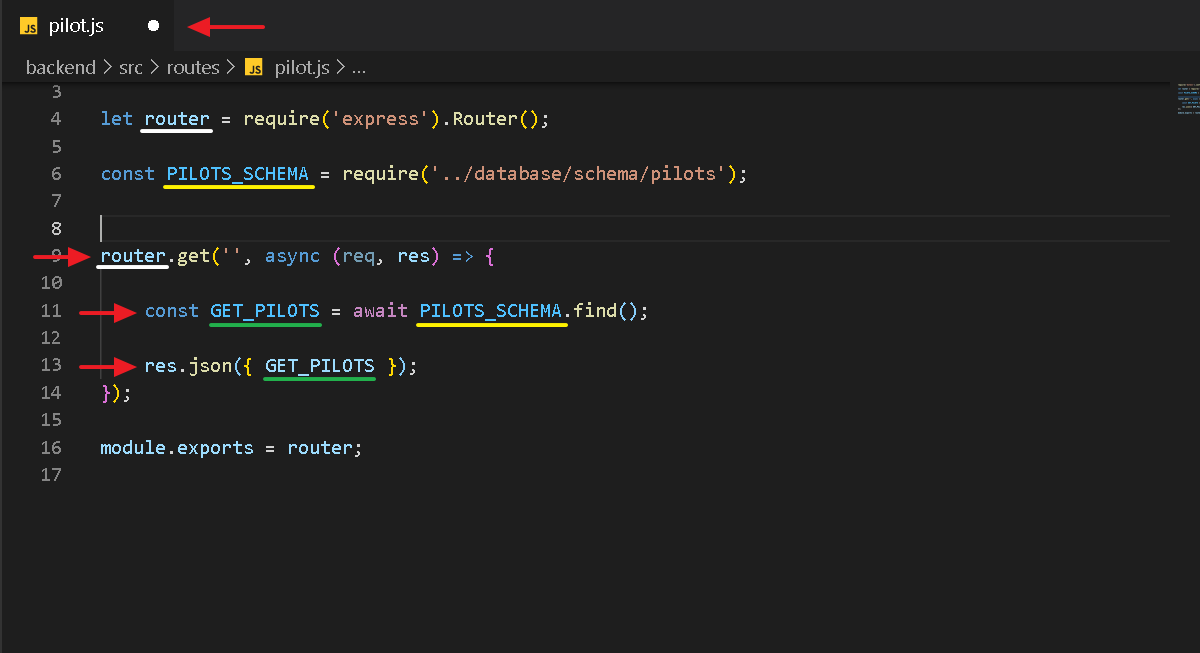 JS pilot.js
backend > src > routes > JS pilot.js > ...
3
4 let router = require('express').Router();
5
6 const PILOTS_SCHEMA = require('../database/schema/pilots');
7
8
9 router.get('', async (req, res) => {
10
11 const GET_PILOTS = await PILOTS_SCHEMA.find();
12
13 res.json({ GET_PILOTS });
14 });
15
16 module.exports = router;
17